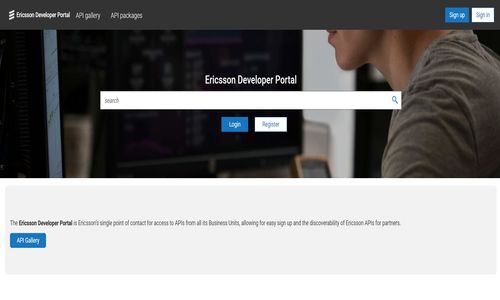 Ericsson Developer Portal API gallery API packages Sign up Sign in
Ericsson Developer Portal
search
Login Register
The Ericsson Developer Portal is Ericsson's single point of contact for access to APIs from all its Business Units, allowing for easy sign up and the discoverability of Ericsson APIs for partners.
API Gallery